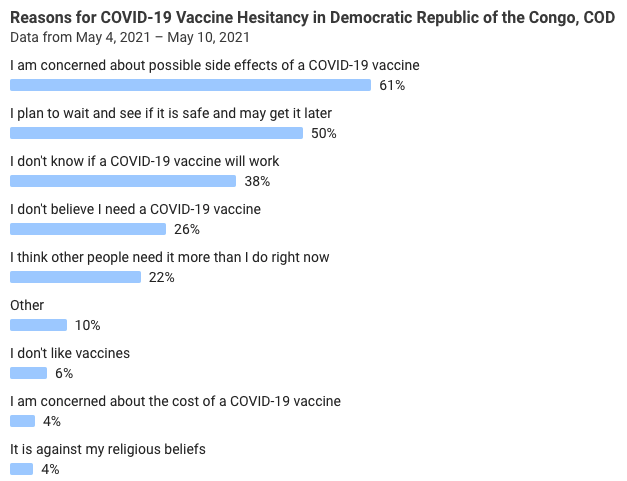 Reasons for COVID-19 Vaccine Hesitancy in Democratic Republic of the Congo, COD
Data from May 4, 2021 – May 10, 2021
I am concerned about possible side effects of a COVID-19 vaccine
61%
I plan to wait and see if it is safe and may get it later
50%
I don't know if a COVID-19 vaccine will work
38%
I don't believe I need a COVID-19 vaccine
26%
I think other people need it more than I do right now
22%
Other
10%
I don't like vaccines
6%
I am concerned about the cost of a COVID-19 vaccine
4%
It is against my religious beliefs
4%